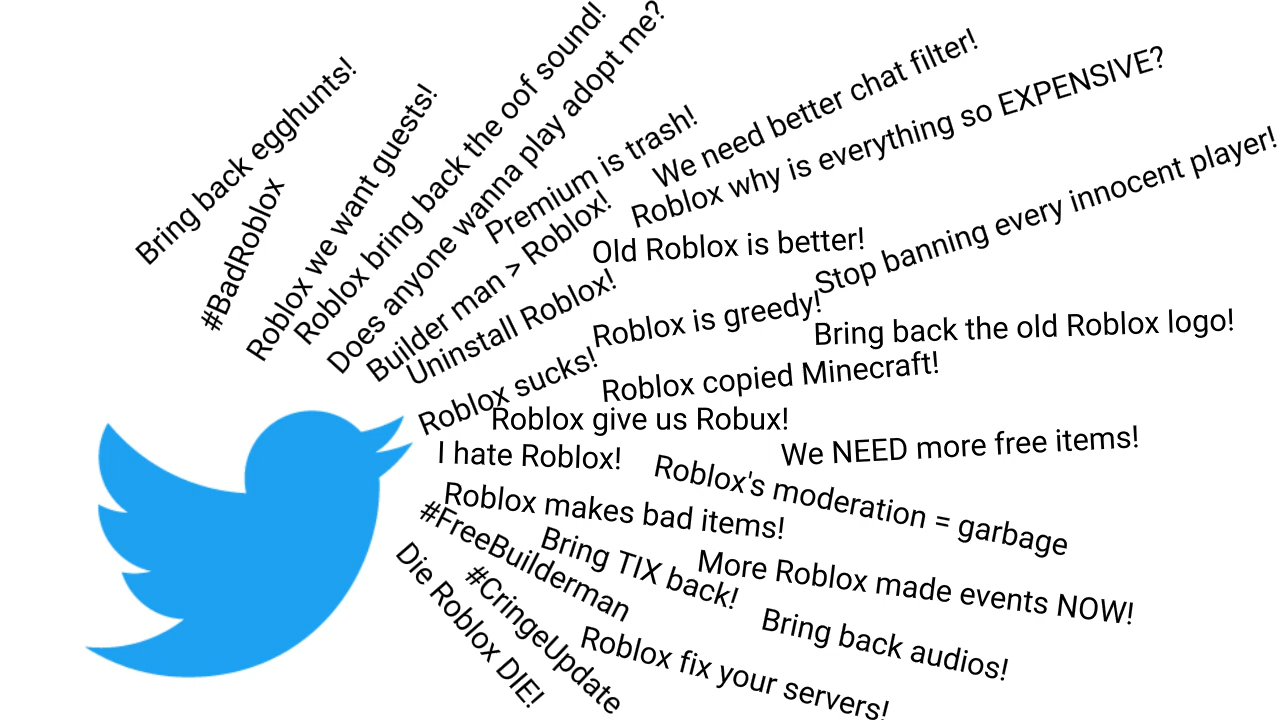 Bring back egghunts!
#BadRoblox
Roblox we want guests!
Roblox bring back the oof sound!
Does anyone wanna play adopt me?
Premium is trash!
We need better chat filter!
Roblox why is everything so EXPENSIVE?
Builder man > Roblox!
Old Roblox is better!
Stop banning every innocent player!
Uninstall Roblox!
Roblox is greedy!
Bring back the old Roblox logo!
Roblox sucks!
Roblox copied Minecraft!
Roblox give us Robux!
We NEED more free items!
I hate Roblox!
Roblox's moderation = garbage
Roblox makes bad items!
#FreeBuilderman
Bring TIX back!
More Roblox made events NOW!
Die Roblox DIE!
#CringeUpdate
Bring back audios!
Roblox fix your servers!